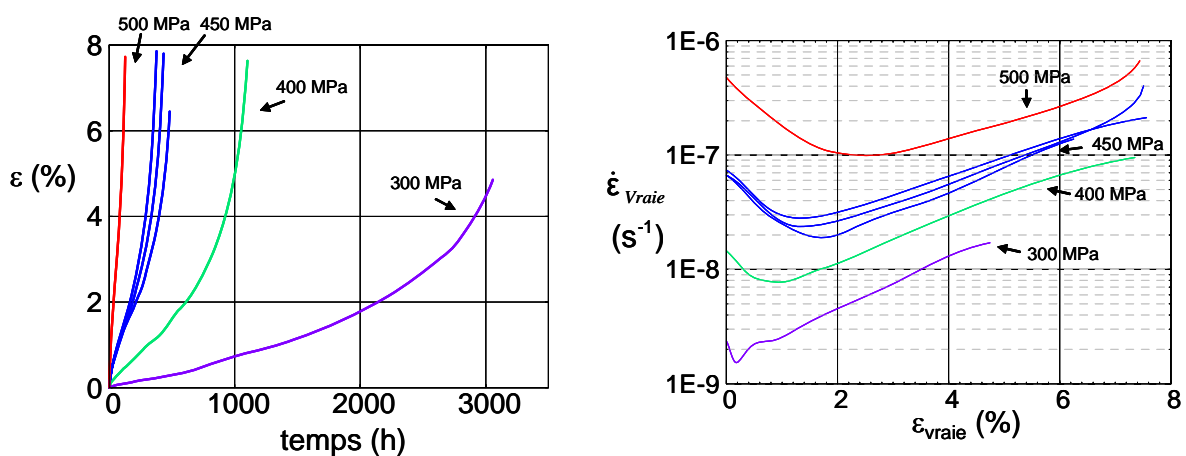 500 MPa 450 MPa
8
400 MPa
6
ε (%)
300 MPa
4
2
0
0 1000 2000 3000
temps (h)
1E-6
500 MPa
1E-7
450 MPa
ε̇ Vraie
400 MPa
(s-1)
300 MPa
1E-8
1E-9
0 2 4 6 8
εvraie (%)